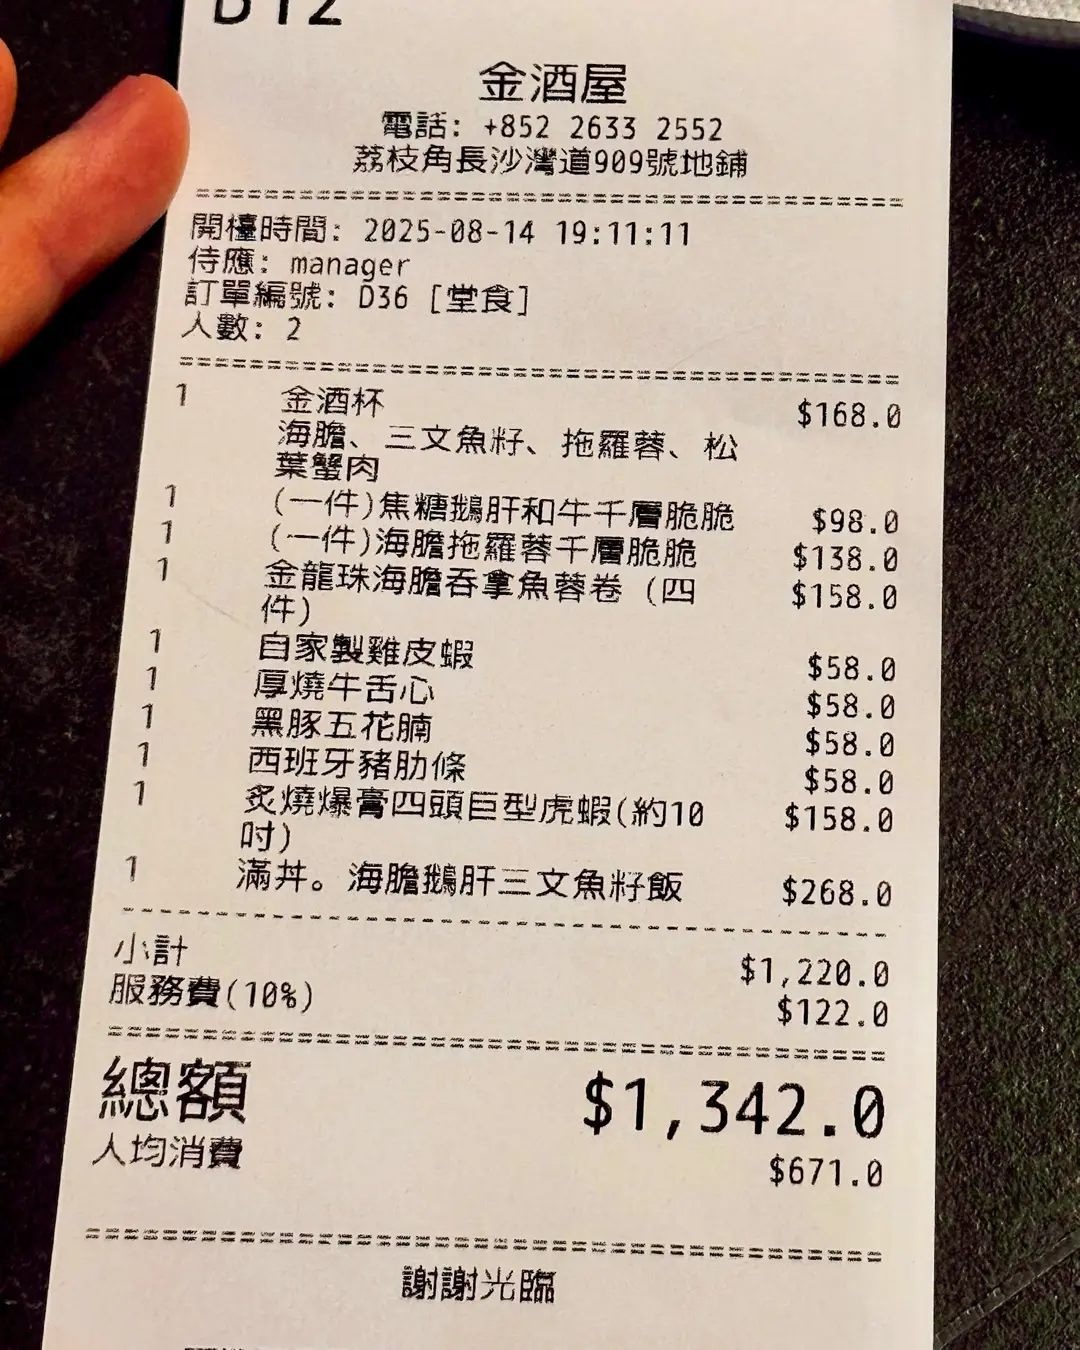 金酒屋
電話: +852 2633 2552
荔枝角長沙灣道909號地鋪
開檯時間: 2025-08-14 19:11:11
侍應: manager
訂單編號: D36 [堂食]
人數: 2
1 金酒杯 $168.0
海膽、三文魚籽、拖羅蓉、松
葉蟹肉
1 (一件)焦糖鵝肝和牛千層脆脆 $98.0
1 (一件)海膽拖羅蓉千層脆脆 $138.0
1 金龍珠海膽吞拿魚蓉卷 (四 $158.0
件)
1 自家製雞皮蝦 $58.0
1 厚燒牛舌心 $58.0
1 黑豚五花腩 $58.0
1 西班牙豬肋條 $58.0
1 炙燒爆膏四頭巨型虎蝦(約10 $158.0
吋)
1 滿丼。海膽鵝肝三文魚籽飯 $268.0
小計 $1,220.0
服務費(10%) $122.0
總額 $1,342.0
人均消費 $671.0
謝謝光臨